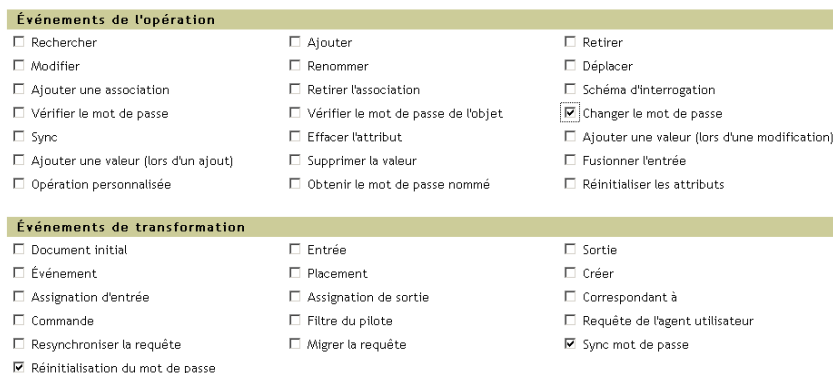 Événements de l'opération
Rechercher Ajouter Retirer
Modifier Renommer Déplacer
Ajouter une association Retirer l'association Schéma d'interrogation
Vérifier le mot de passe Vérifier le mot de passe de l'objet Changer le mot de passe
Sync Effacer l'attribut Ajouter une valeur (lors d'une modification)
Ajouter une valeur (lors d'un ajout) Supprimer la valeur Fusionner l'entrée
Opération personnalisée Obtenir le mot de passe nommé Réinitialiser les attributs
Événements de transformation
Document initial Entrée Sortie
Événement Placement Créer
Assignation d'entrée Assignation de sortie Correspondant à
Commande Filtre du pilote Requête de l'agent utilisateur
Resynchroniser la requête Migrer la requête Sync mot de passe
Réinitialisation du mot de passe